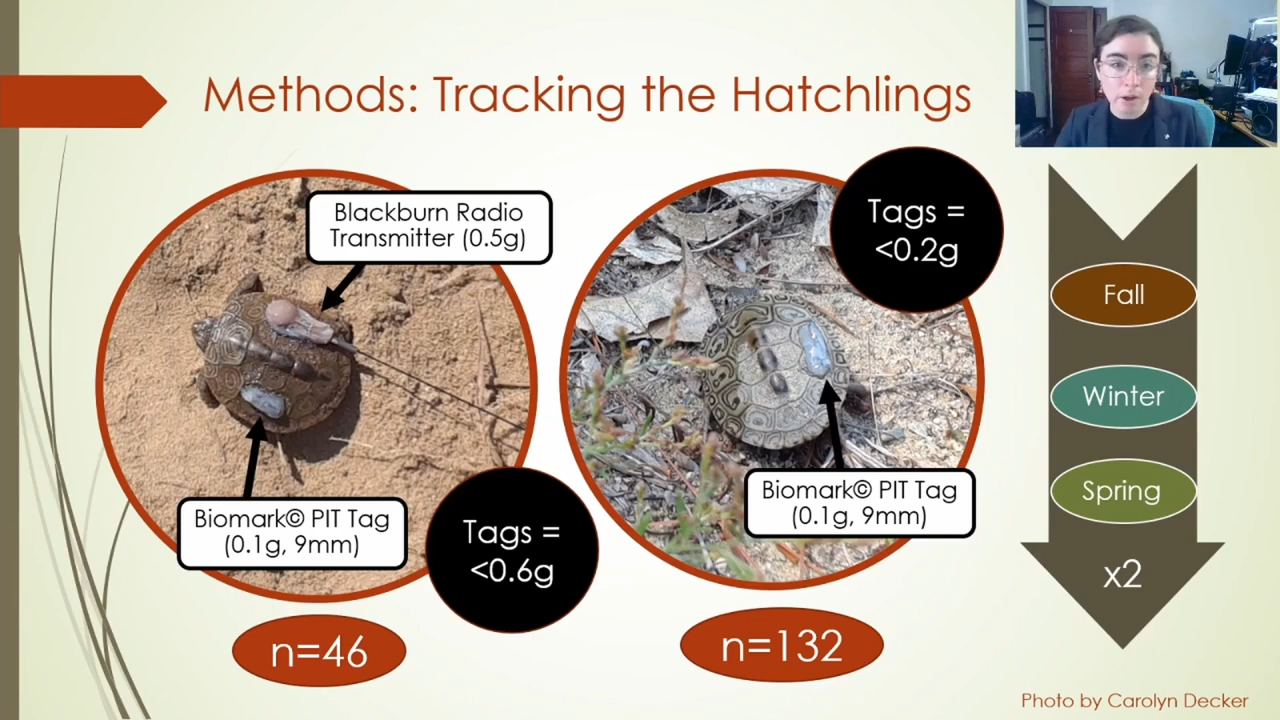 Methods: Tracking the Hatchlings
Blackburn Radio
Transmitter (0.5g)
Biomark© PIT Tag
(0.1g, 9mm)
Tags =
<0.6g
n=46
Tags =
<0.2g
Biomark© PIT Tag
(0.1g, 9mm)
n=132
Fall
Winter
Spring
x2
Photo by Carolyn Decker